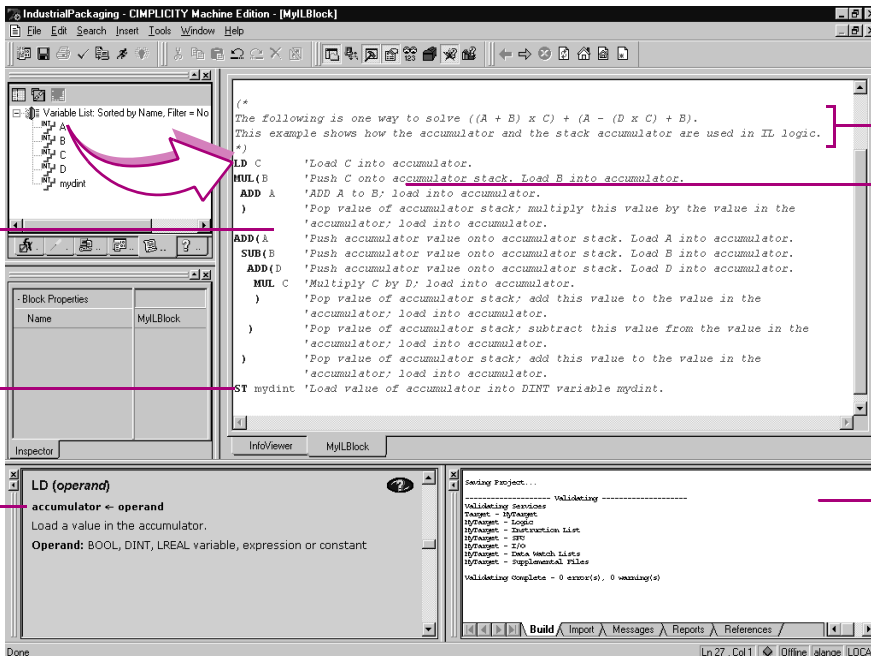 IndustrialPackaging - CIMPLICITY Machine Edition - [MyILBlock]
File Edit Search Insert Tools Window Help
Variable List: Sorted by Name, Filter = No
INT A
INT B
INT C
INT D
INT mydint
- Block Properties
Name MyILBlock
Inspector
(*
The following is one way to solve ((A + B) x C) + (A - (D x C) + B).
This example shows how the accumulator and the stack accumulator are used in IL logic.
*)
LD C 'Load C into accumulator.
MUL(B 'Push C onto accumulator stack. Load B into accumulator.
ADD A 'ADD A to B; load into accumulator.
) 'Pop value of accumulator stack; multiply this value by the value in the
'accumulator; load into accumulator.
ADD(A 'Push accumulator value onto accumulator stack. Load A into accumulator.
SUB(B 'Push accumulator value onto accumulator stack. Load B into accumulator.
ADD(D 'Push accumulator value onto accumulator stack. Load D into accumulator.
MUL C 'Multiply C by D; load into accumulator.
) 'Pop value of accumulator stack; add this value to the value in the
'accumulator; load into accumulator.
) 'Pop value of accumulator stack; subtract this value from the value in the
'accumulator; load into accumulator.
) 'Pop value of accumulator stack; add this value to the value in the
'accumulator; load into accumulator.
ST mydint 'Load value of accumulator into DINT variable mydint.
InfoViewer MyILBlock
LD (operand)
accumulator ← operand
Load a value in the accumulator.
Operand: BOOL, DINT, LREAL variable, expression or constant
Saving Project...
-------------------- Validating --------------------
Validating Services
Target - MyTarget
MyTarget - Logic
MyTarget - Instruction List
MyTarget - SFC
MyTarget - I/O
MyTarget - Data Watch Lists
MyTarget - Supplemental Files
Validating Complete - 0 error(s), 0 warning(s)
Build Import Messages Reports References
Done
Ln 27 , Col 1 Offline alange LOCA